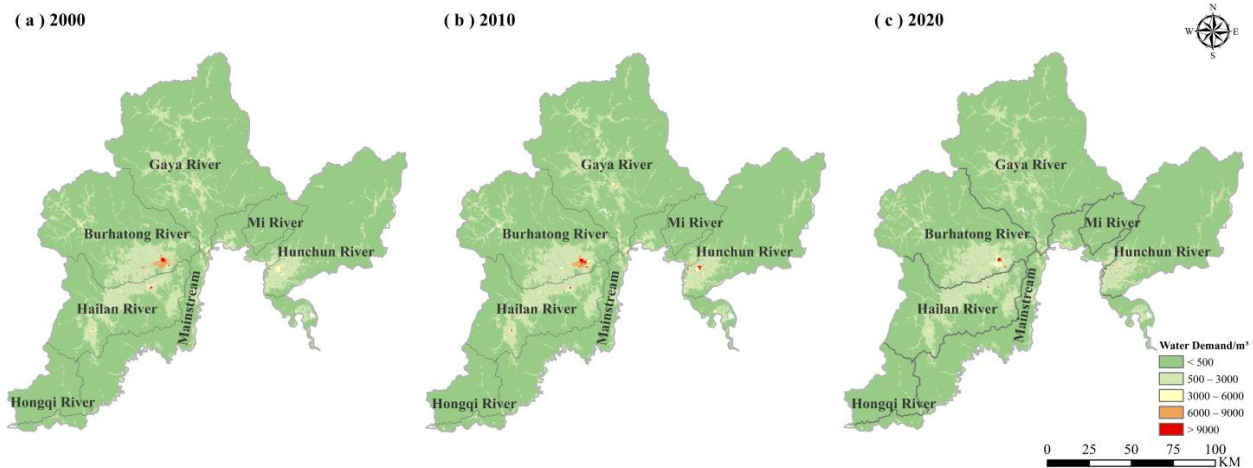 ( a ) 2000
( b ) 2010
( c ) 2020
N
W E
S
Gaya River
Mi River
Burhatong River
Hunchun River
Hailan River
Mainstream
Hongqi River
Gaya River
Mi River
Burhatong River
Hunchun River
Hailan River
Mainstream
Hongqi River
Gaya River
Mi River
Burhatong River
Hunchun River
Hailan River
Mainstream
Hongqi River
Water Demand/m³
< 500
500 – 3000
3000 – 6000
6000 – 9000
> 9000
0 25 50 75 100
KM